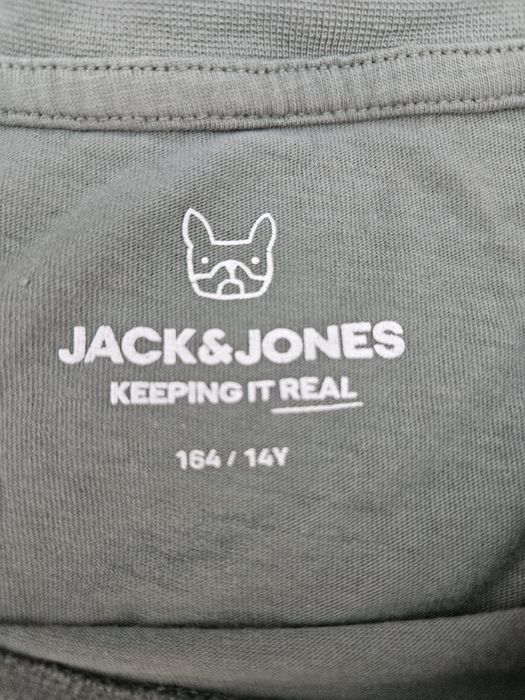 JACK&JONES
KEEPING IT REAL
164 / 14Y